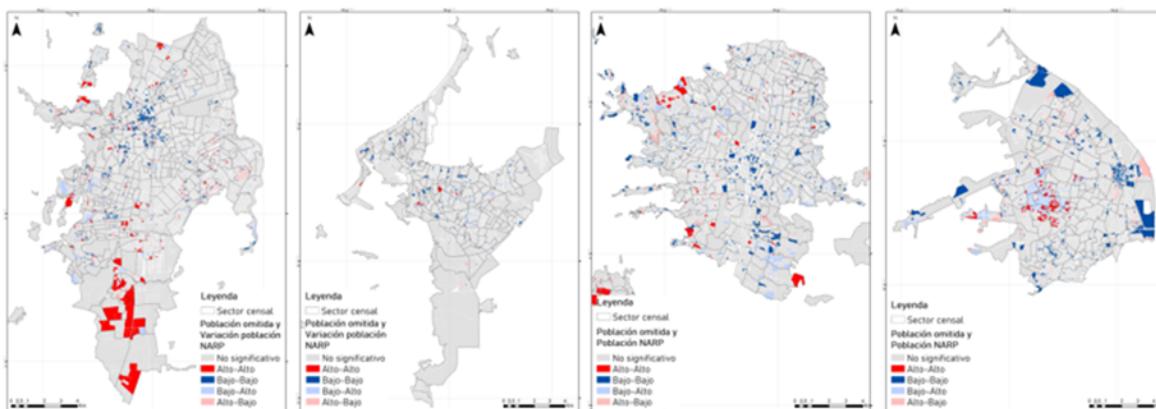 N
Leyenda
Sector censal
Población omitida y
Variación población
NARP
No significativo
Alto-Alto
Bajo-Bajo
Bajo-Alto
Alto-Bajo
N
Leyenda
Sector censal
Población omitida y
Variación población
NARP
No significativo
Alto-Alto
Bajo-Bajo
Bajo-Alto
Alto-Bajo
N
Leyenda
Sector censal
Población omitida y
Población NARP
No significativo
Alto-Alto
Bajo-Bajo
Bajo-Alto
Alto-Bajo
N
Leyenda
Sector censal
Población omitida y
Población NARP
No significativo
Alto-Alto
Bajo-Bajo
Bajo-Alto
Alto-Bajo